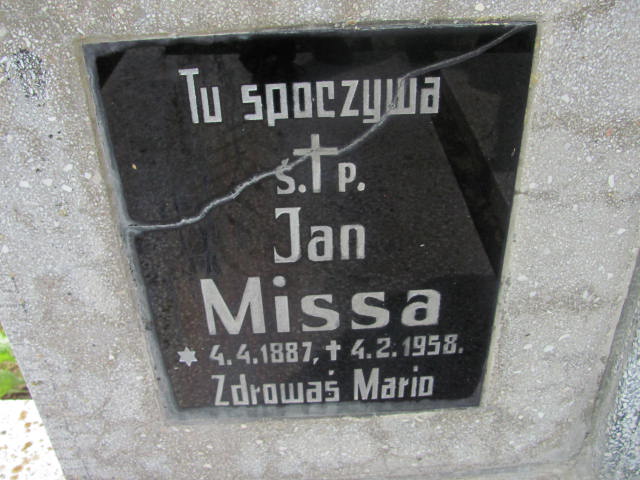 Tu spoczywa
ś.†p.
Jan
Missa
* 4.4.1887, † 4.2.1958.
Zdrowaś Mario